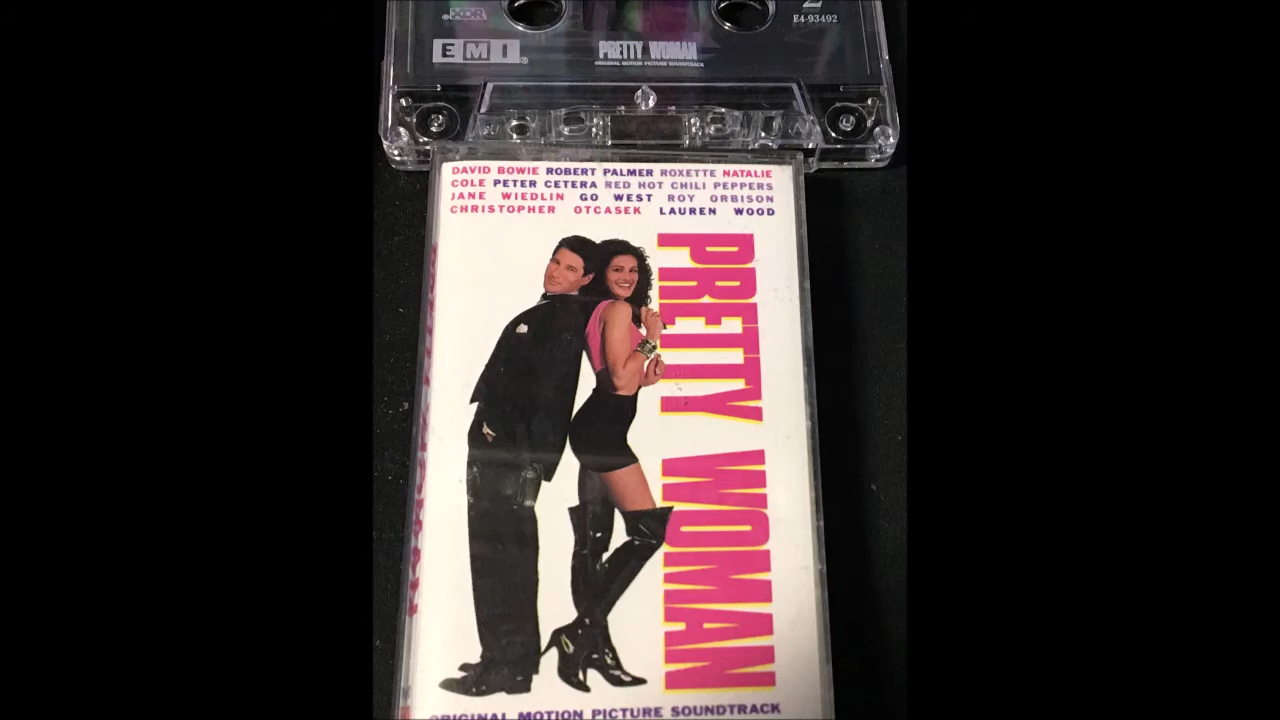 XDR
2
E4-93492
EMI
PRETTY WOMAN
ORIGINAL MOTION PICTURE SOUNDTRACK
DAVID BOWIE ROBERT PALMER ROXETTE NATALIE
COLE PETER CETERA RED HOT CHILI PEPPERS
JANE WIEDLIN GO WEST ROY ORBISON
CHRISTOPHER OTCASEK LAUREN WOOD
PRETTY WOMAN
ORIGINAL MOTION PICTURE SOUNDTRACK